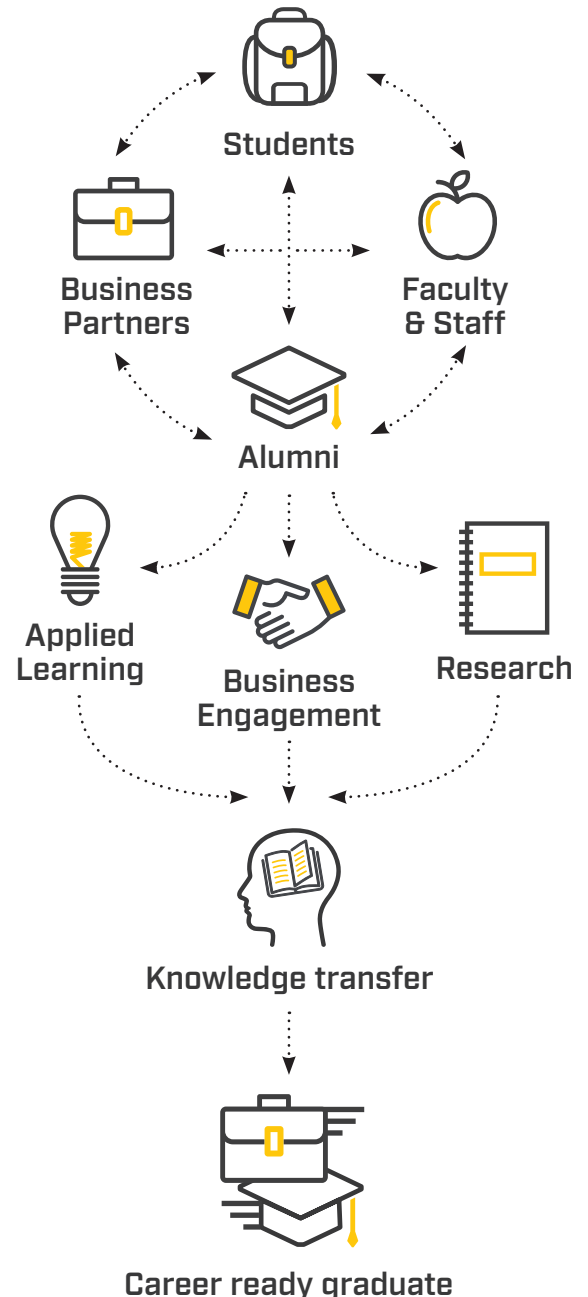 Students
Business
Partners
Faculty
& Staff
Alumni
Applied
Learning
Business
Engagement
Research
Knowledge transfer
Career ready graduate